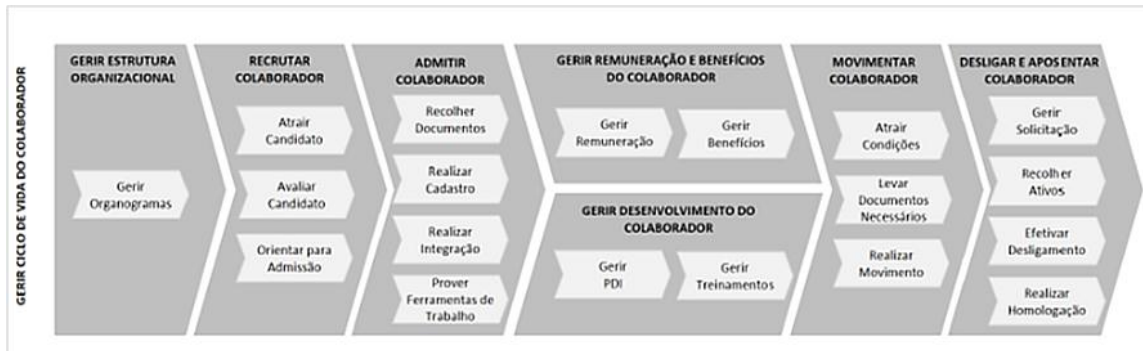 GERIR CICLO DE VIDA DO COLABORADOR
GERIR ESTRUTURA
ORGANIZACIONAL
Gerir
Organogramas
RECRUTAR
COLABORADOR
Atrair
Candidato
Avaliar
Candidato
Orientar para
Admissão
ADMITIR
COLABORADOR
Recolher
Documentos
Realizar
Cadastro
Realizar
Integração
Prover
Ferramentas de
Trabalho
GERIR REMUNERAÇÃO E BENEFÍCIOS
DO COLABORADOR
Gerir
Remuneração
Gerir
Benefícios
GERIR DESENVOLVIMENTO DO
COLABORADOR
Gerir
PDI
Gerir
Treinamentos
MOVIMENTAR
COLABORADOR
Atrair
Condições
Levar
Documentos
Necessários
Realizar
Movimento
DESLIGAR E APOSENTAR
COLABORADOR
Gerir
Solicitação
Recolher
Ativos
Efetivar
Desligamento
Realizar
Homologação